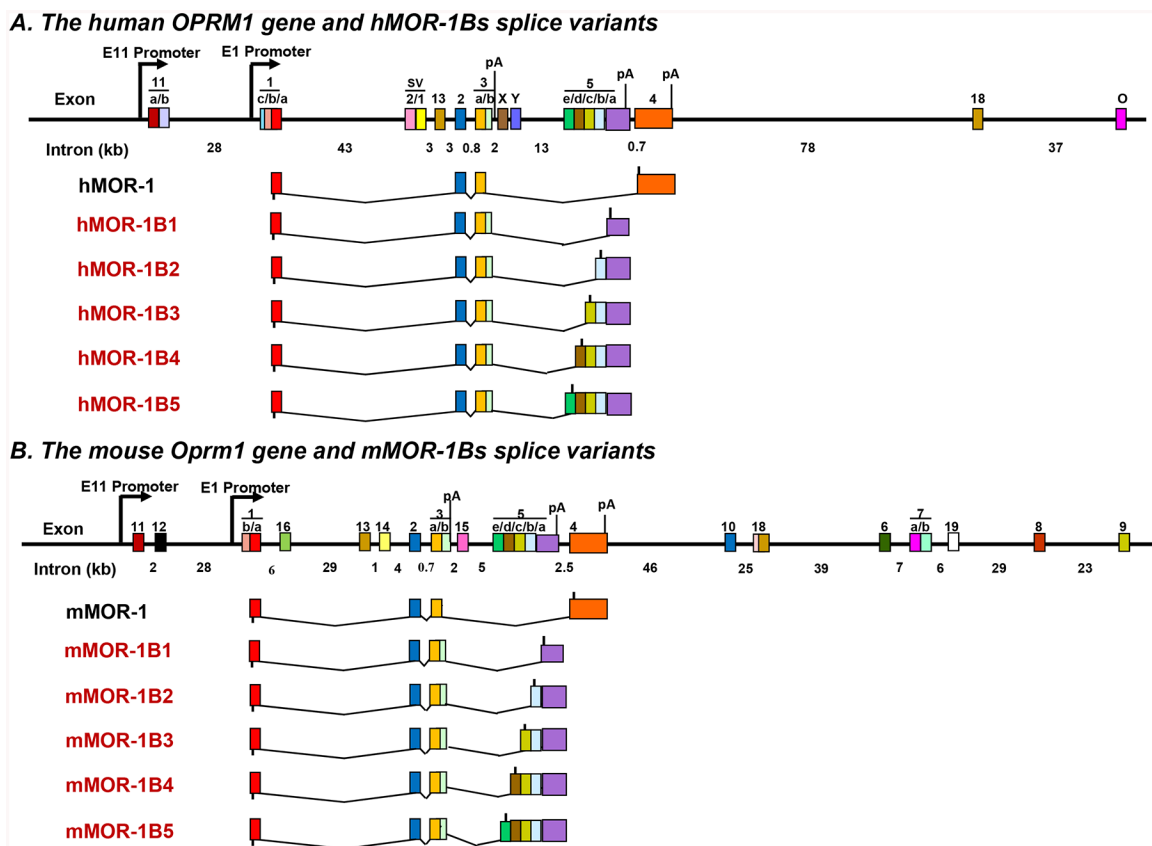 A. The human OPRM1 gene and hMOR-1Bs splice variants
E11 Promoter E1 Promoter
pA pA pA
11 1 SV 3 5
Exon a/b c/b/a 2/1 13 2 a/b X Y e/d/c/b/a 4 18 O
Intron (kb) 28 43 3 3 0.8 2 13 0.7 78 37
hMOR-1
hMOR-1B1
hMOR-1B2
hMOR-1B3
hMOR-1B4
hMOR-1B5
B. The mouse Oprm1 gene and mMOR-1Bs splice variants
E11 Promoter E1 Promoter
pA pA pA
1 3 5 7
Exon 11 12 b/a 16 13 14 2 a/b 15 e/d/c/b/a 4 10 18 6 a/b 19 8 9
Intron (kb) 2 28 6 29 1 4 0.7 2 5 2.5 46 25 39 7 6 29 23
mMOR-1
mMOR-1B1
mMOR-1B2
mMOR-1B3
mMOR-1B4
mMOR-1B5